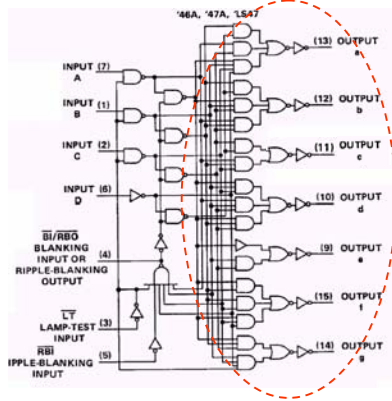 '46A, '47A, 'LS47
(13) OUTPUT a
INPUT A (7)
(12) OUTPUT b
INPUT B (1)
(11) OUTPUT c
INPUT C (2)
(10) OUTPUT d
INPUT D (6)
(9) OUTPUT e
BI/RBO
BLANKING (4)
INPUT OR
RIPPLE-BLANKING
OUTPUT
(15) OUTPUT f
LT
LAMP-TEST (3)
INPUT
(14) OUTPUT g
RBI
IPPLE-BLANKING (5)
INPUT